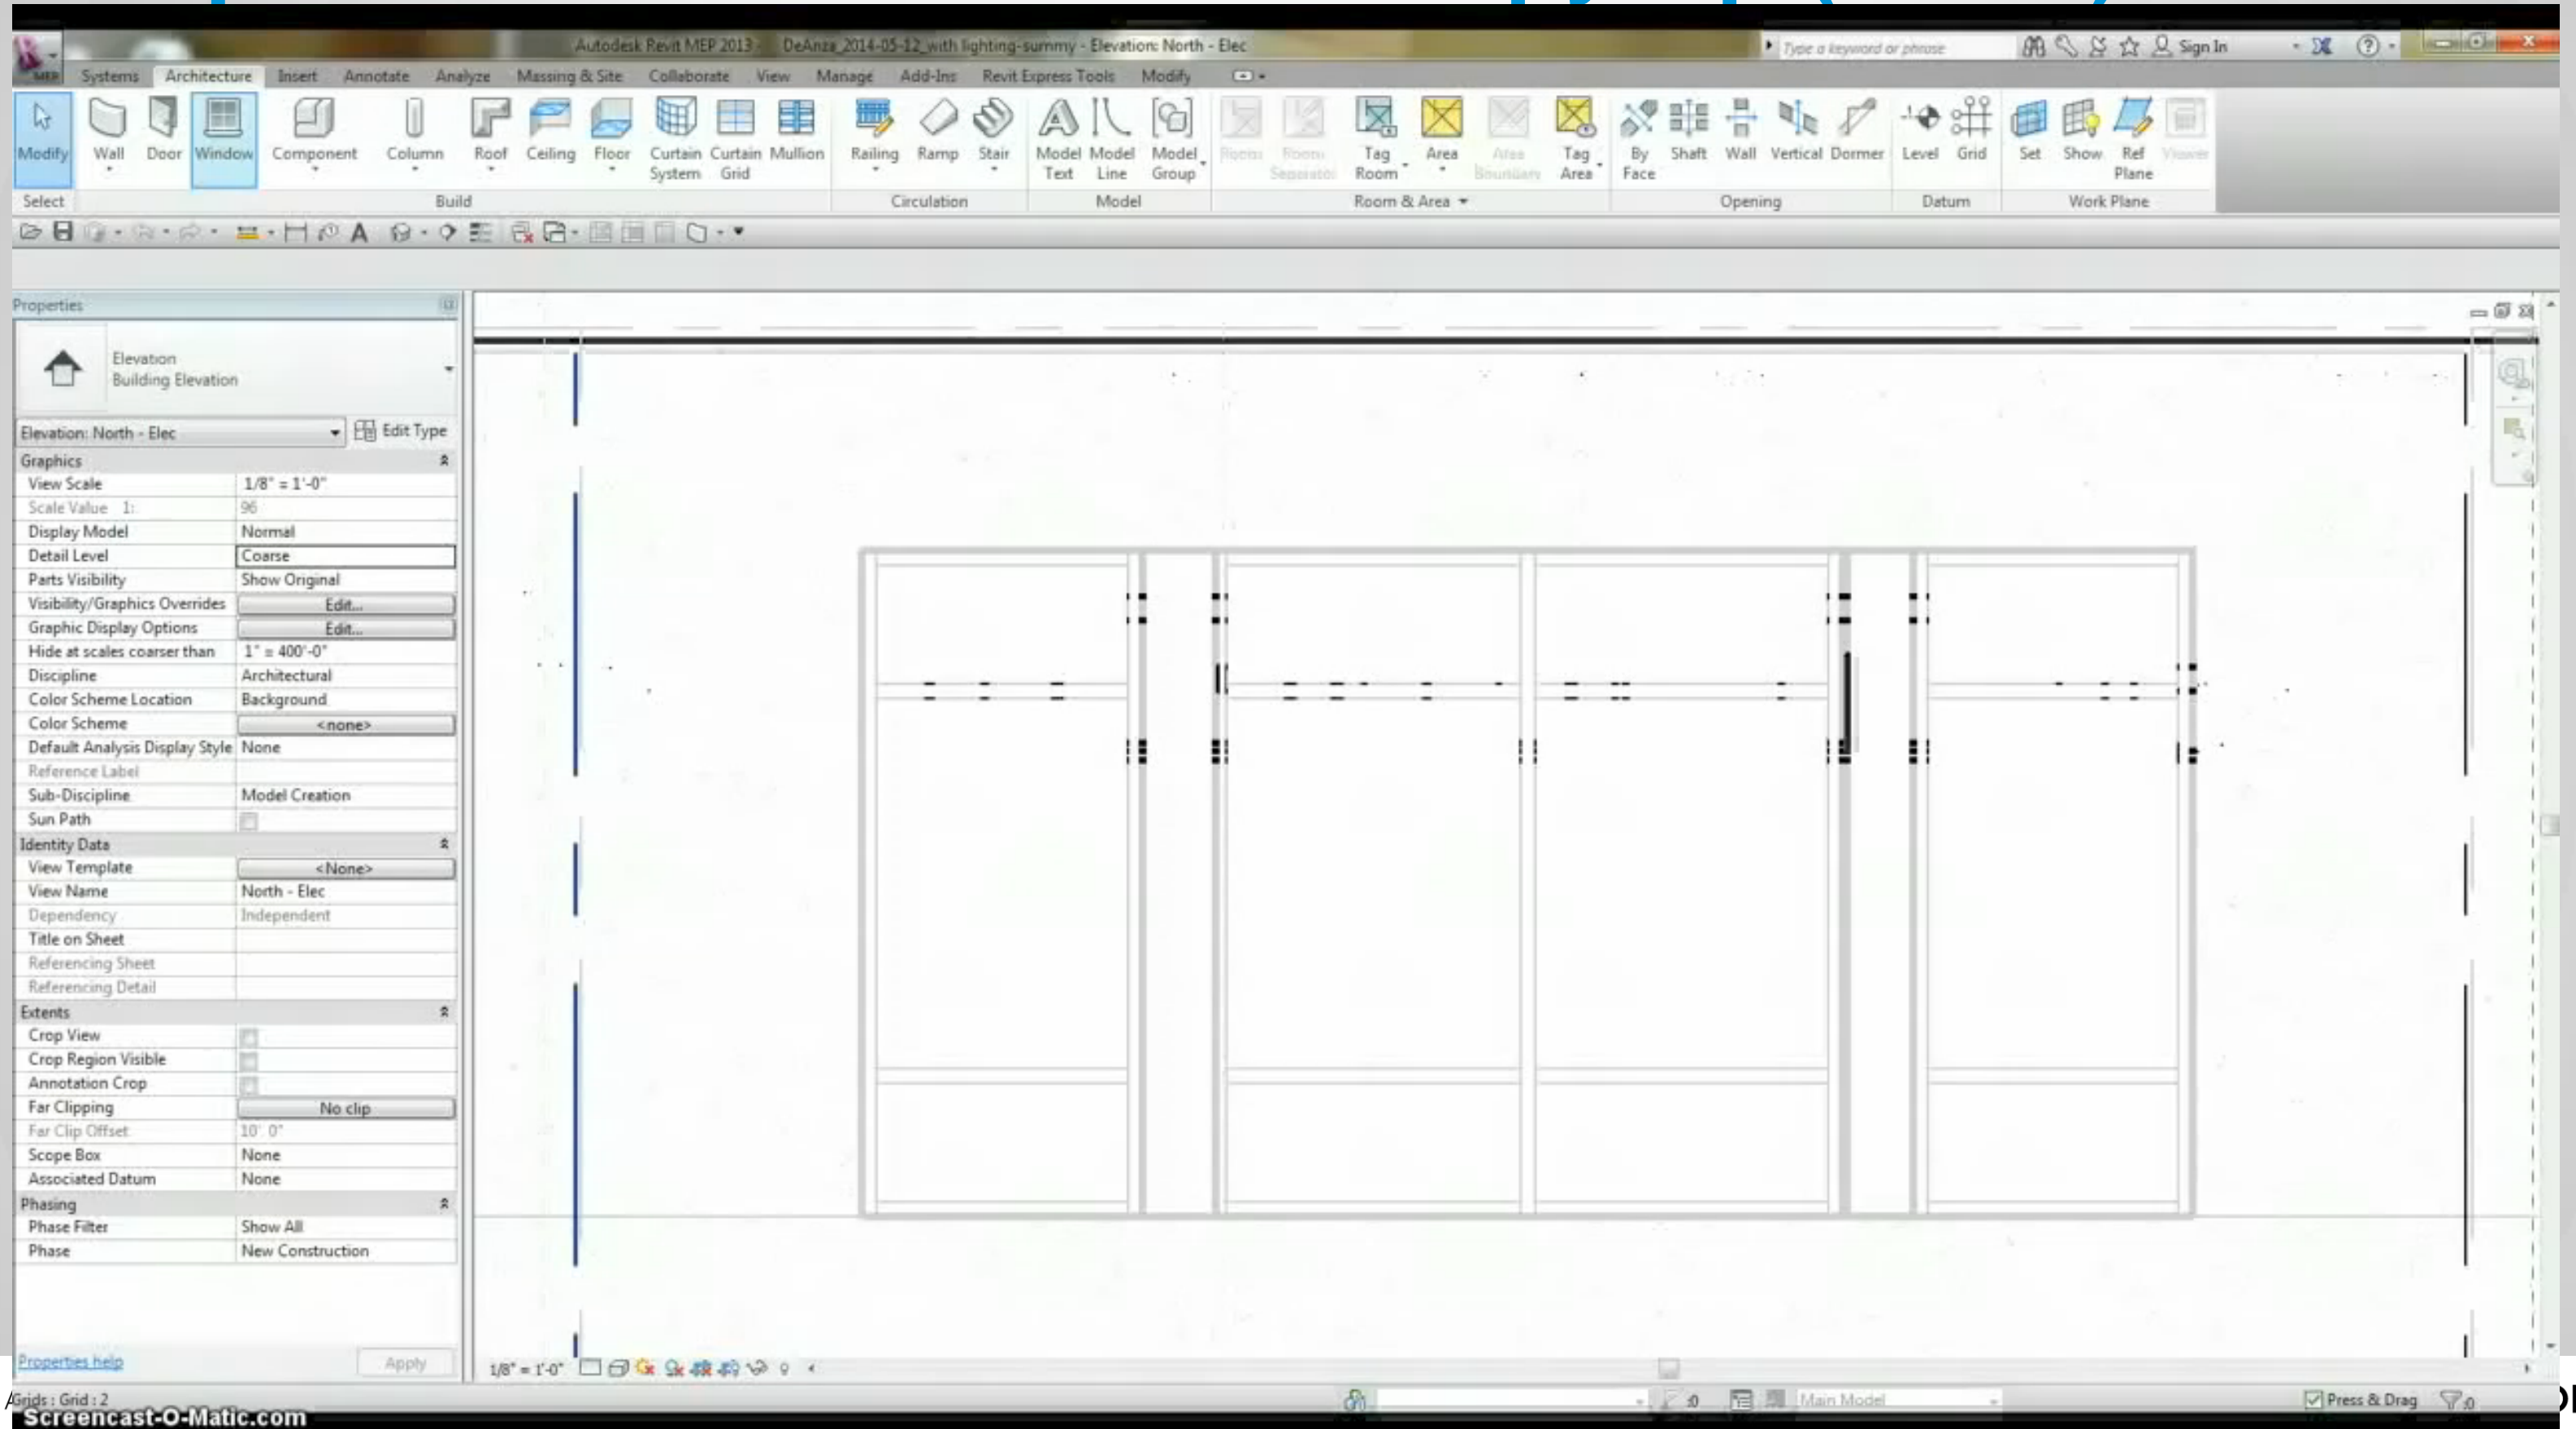 Autodesk Revit MEP 2013 - DeAnza_2014-05-12_with lighting-summy - Elevation: North - Elec
Type a keyword or phrase
Sign In
MEP
Systems Architecture Insert Annotate Analyze Massing & Site Collaborate View Manage Add-Ins Revit Express Tools Modify
Modify Wall Door Window Component Column Roof Ceiling Floor Curtain System Curtain Grid Mullion Railing Ramp Stair Model Text Model Line Model Group Room Room Separator Tag Room Area Area Boundary Tag Area By Face Shaft Wall Vertical Dormer Level Grid Set Show Ref Plane Viewer
Select Build Circulation Model Room & Area Opening Datum Work Plane
Properties
Elevation
Building Elevation
Elevation: North - Elec Edit Type
Graphics
View Scale 1/8" = 1'-0"
Scale Value 1: 96
Display Model Normal
Detail Level Coarse
Parts Visibility Show Original
Visibility/Graphics Overrides Edit...
Graphic Display Options Edit...
Hide at scales coarser than 1" = 400'-0"
Discipline Architectural
Color Scheme Location Background
Color Scheme <none>
Default Analysis Display Style None
Reference Label
Sub-Discipline Model Creation
Sun Path
Identity Data
View Template <None>
View Name North - Elec
Dependency Independent
Title on Sheet
Referencing Sheet
Referencing Detail
Extents
Crop View
Crop Region Visible
Annotation Crop
Far Clipping No clip
Far Clip Offset 10' 0"
Scope Box None
Associated Datum None
Phasing
Phase Filter Show All
Phase New Construction
Properties help Apply
1/8" = 1'-0"
Grids : Grid : 2
:0
Main Model
Press & Drag
:0
Screencast-O-Matic.com